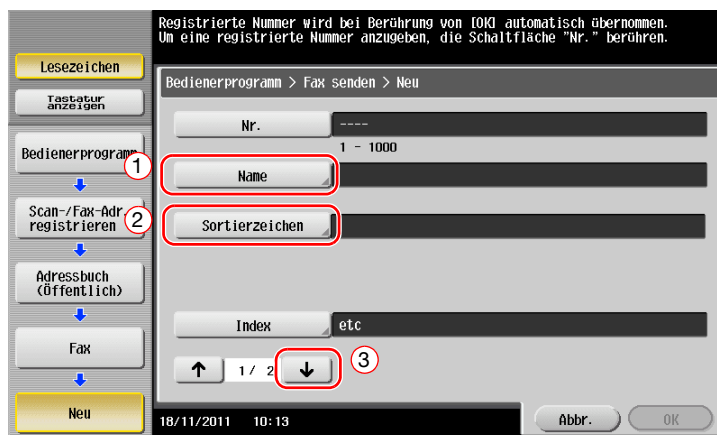 Registrierte Nummer wird bei Berührung von [OK] automatisch übernommen.
Um eine registrierte Nummer anzugeben, die Schaltfläche "Nr." berühren.
Lesezeichen
Tastatur
anzeigen
Bedienerprogramm
Scan-/Fax-Adr.
registrieren
Adressbuch
(Öffentlich)
Fax
Neu
Bedienerprogramm > Fax senden > Neu
Nr.
----
1 - 1000
1
Name
2
Sortierzeichen
Index
etc
↑ 1/ 2 ↓
3
18/11/2011 10:13
Abbr.
OK